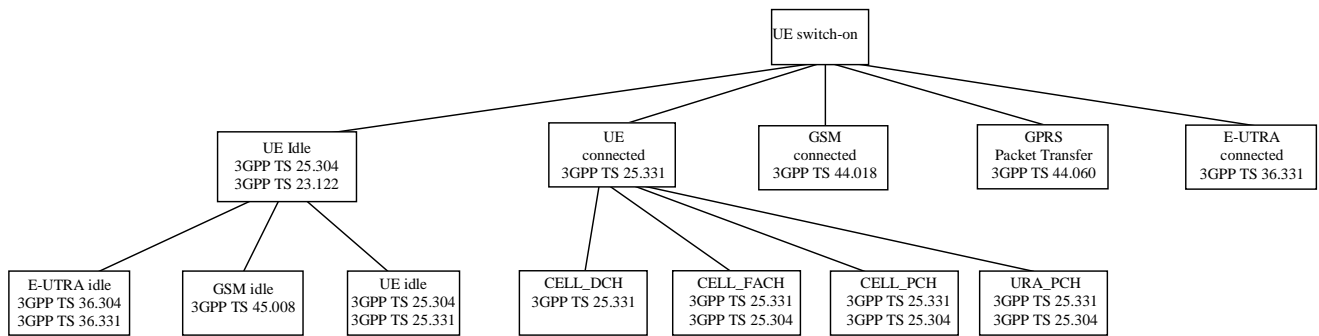 UE switch-on
UE Idle
3GPP TS 25.304
3GPP TS 23.122
UE
connected
3GPP TS 25.331
GSM
connected
3GPP TS 44.018
GPRS
Packet Transfer
3GPP TS 44.060
E-UTRA
connected
3GPP TS 36.331
E-UTRA idle
3GPP TS 36.304
3GPP TS 36.331
GSM idle
3GPP TS 45.008
UE idle
3GPP TS 25.304
3GPP TS 25.331
CELL_DCH
3GPP TS 25.331
CELL_FACH
3GPP TS 25.331
3GPP TS 25.304
CELL_PCH
3GPP TS 25.331
3GPP TS 25.304
URA_PCH
3GPP TS 25.331
3GPP TS 25.304